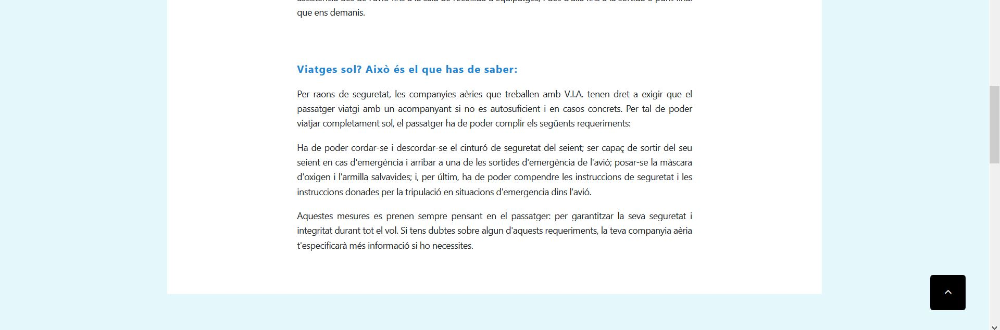 assistència des de l'avió fins a la sala de recollida d'equipatges, i des d'allà fins a la sortida o punt final
que ens demanis.
Viatges sol? Això és el que has de saber:
Per raons de seguretat, les companyies aèries que treballen amb V.I.A. tenen dret a exigir que el
passatger viatgi amb un acompanyant si no es autosuficient i en casos concrets. Per tal de poder
viatjar completament sol, el passatger ha de poder complir els següents requeriments:
Ha de poder cordar-se i descordar-se el cinturó de seguretat del seient; ser capaç de sortir del seu
seient en cas d'emergència i arribar a una de les sortides d'emergència de l'avió; posar-se la màscara
d'oxigen i l'armilla salvavides; i, per últim, ha de poder compendre les instruccions de seguretat i les
instruccions donades per la tripulació en situacions d'emergencia dins l'avió.
Aquestes mesures es prenen sempre pensant en el passatger: per garantitzar la seva seguretat i
integritat durant tot el vol. Si tens dubtes sobre algun d'aquests requeriments, la teva companyia aèria
t'especificarà més informació si ho necessites.